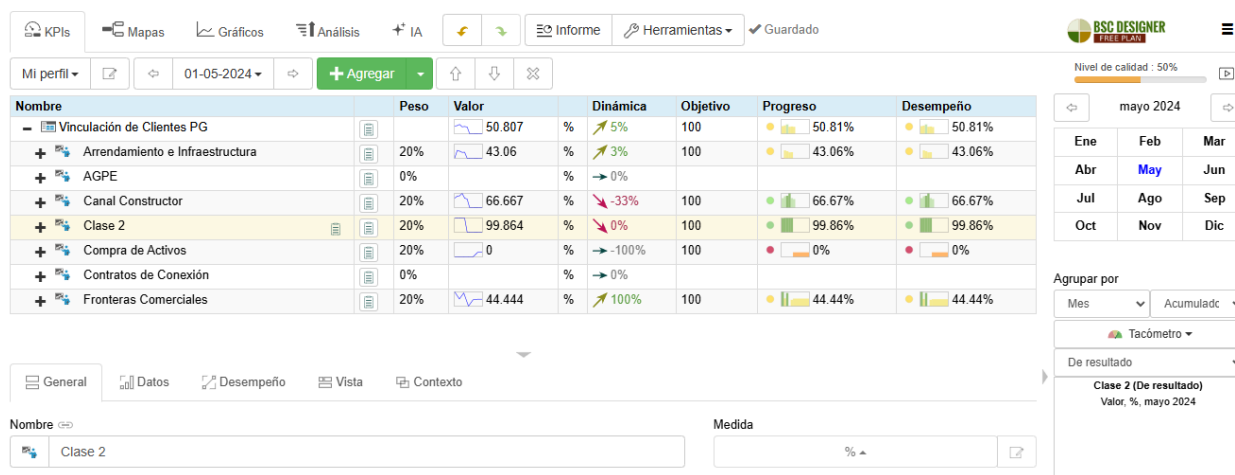 KPIs Mapas Gráficos Análisis IA Informe Herramientas Guardado BSC DESIGNER
FREE PLAN
Mi perfil 01-05-2024 Agregar Nivel de calidad : 50%
Nombre Peso Valor Dinámica Objetivo Progreso Desempeño
Vinculación de Clientes PG 50.807 % 5% 100 50.81% 50.81%
Arrendamiento e Infraestructura 20% 43.06 % 3% 100 43.06% 43.06%
AGPE 0% % 0%
Canal Constructor 20% 66.667 % -33% 100 66.67% 66.67%
Clase 2 20% 99.864 % 0% 100 99.86% 99.86%
Compra de Activos 20% 0 % -100% 100 0% 0%
Contratos de Conexión 0% % 0%
Fronteras Comerciales 20% 44.444 % 100% 100 44.44% 44.44%
mayo 2024
Ene Feb Mar
Abr May Jun
Jul Ago Sep
Oct Nov Dic
Agrupar por
Mes Acumuladc
Tacómetro
De resultado
Clase 2 (De resultado)
Valor, %, mayo 2024
General Datos Desempeño Vista Contexto
Nombre Medida
Clase 2 %